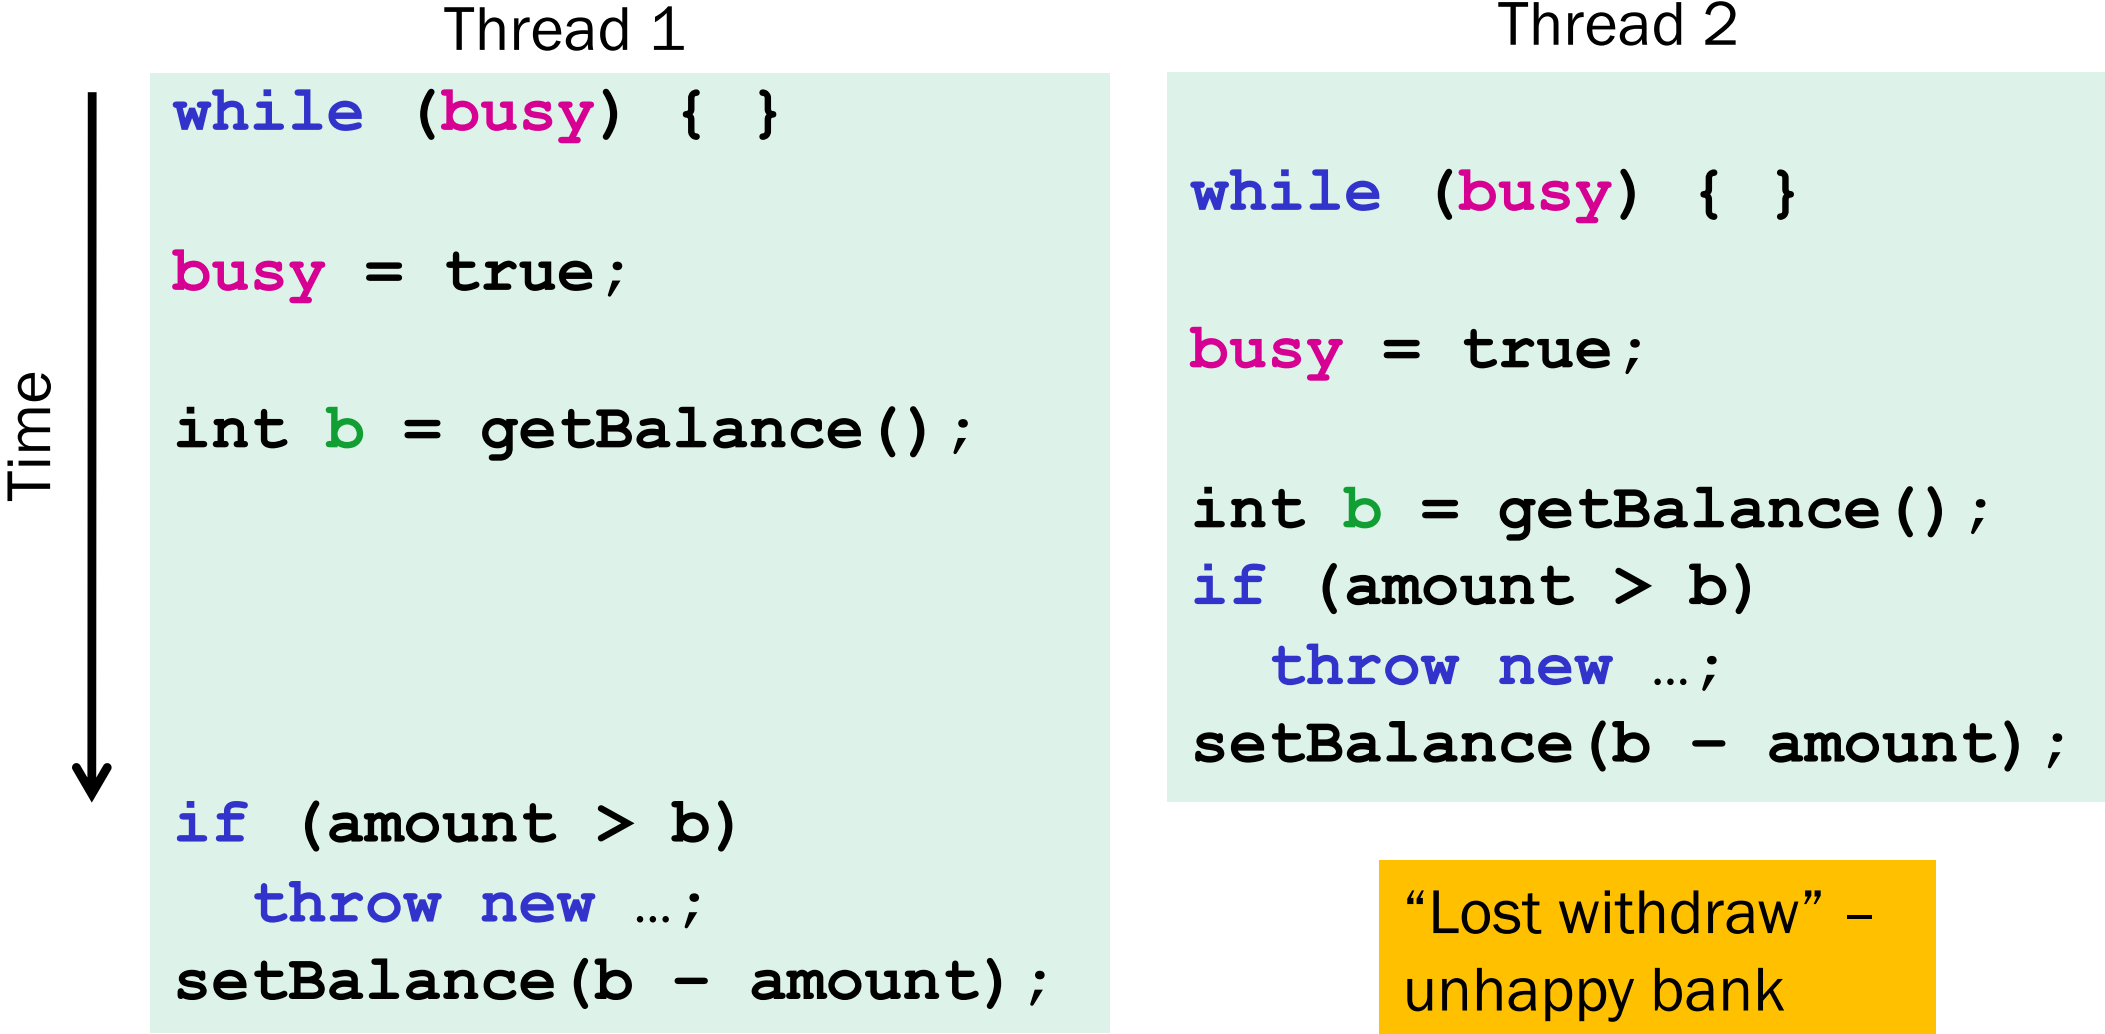 Thread 1
while (busy) { }
busy = true;
int b = getBalance();
if (amount > b)
throw new …;
setBalance(b – amount);
Thread 2
while (busy) { }
busy = true;
int b = getBalance();
if (amount > b)
throw new …;
setBalance(b – amount);
Time
“Lost withdraw” –
unhappy bank